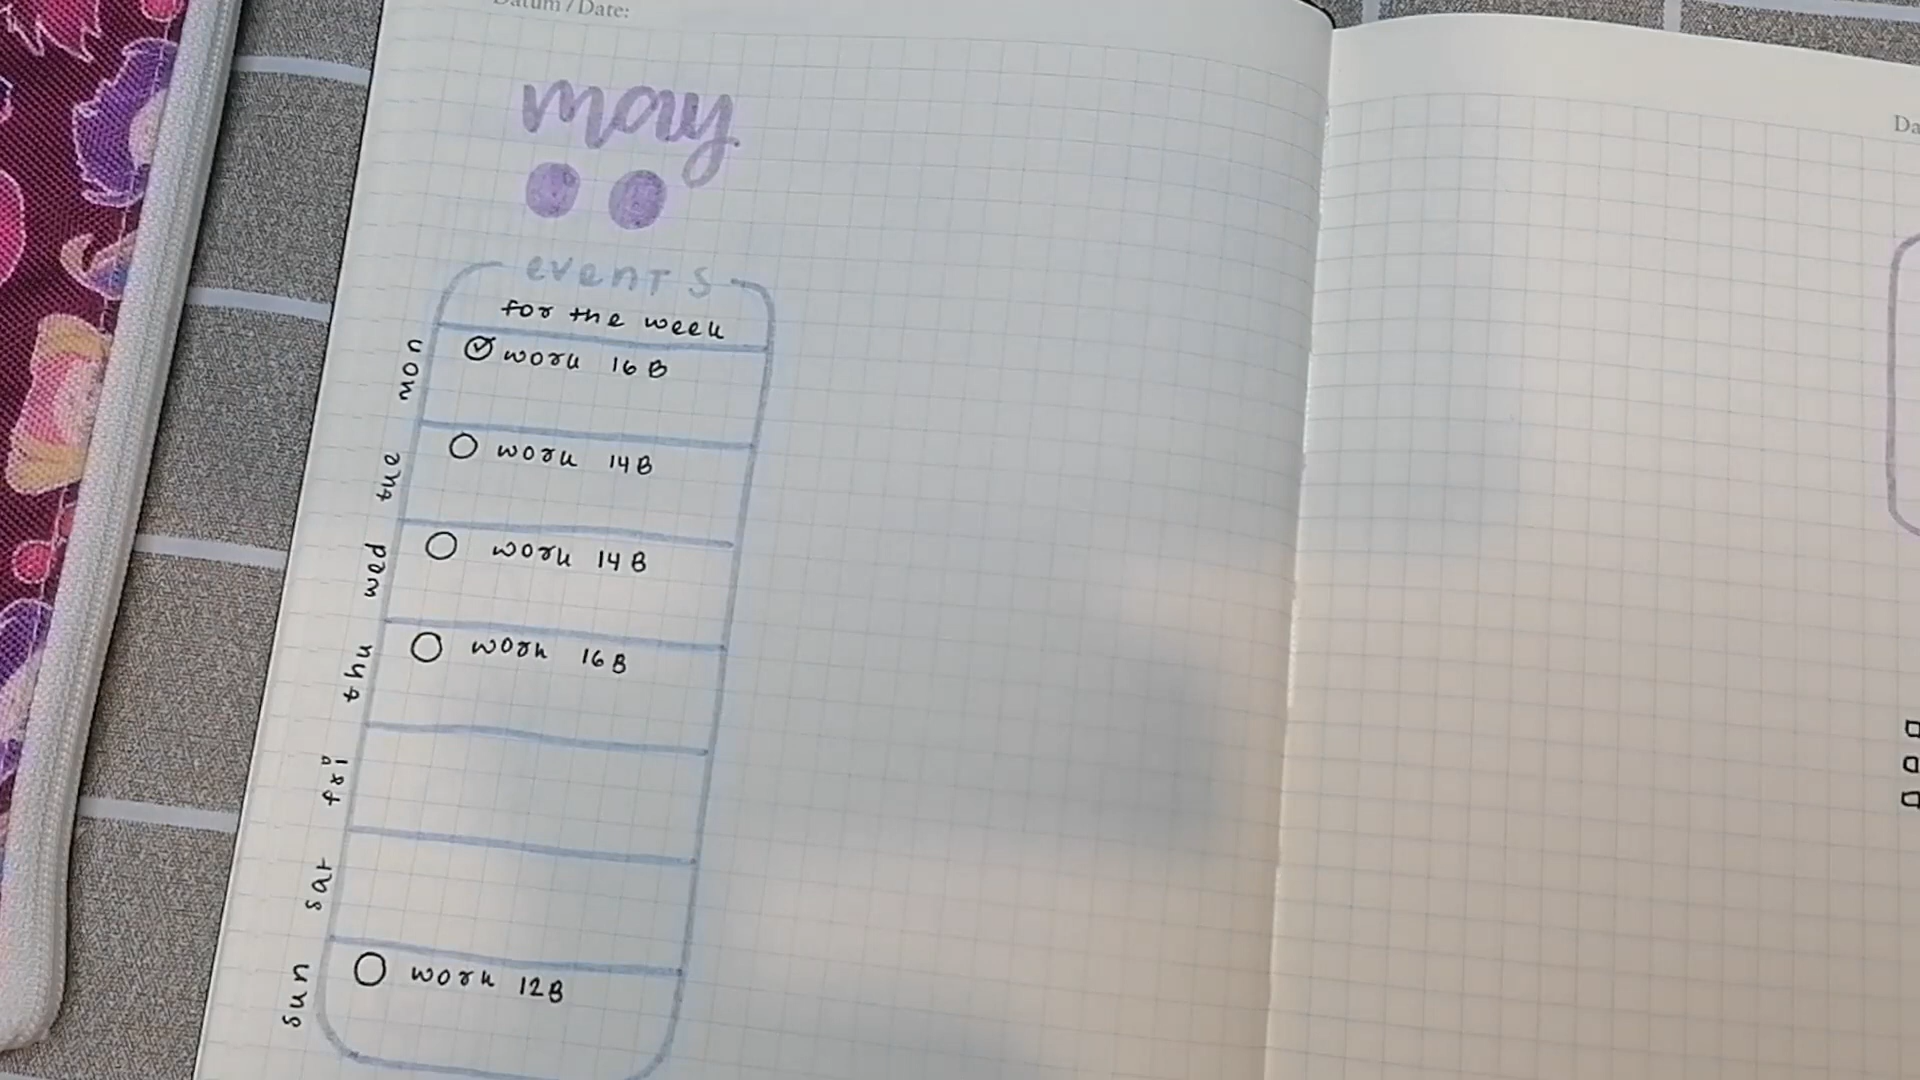 Datum / Date:
may
events
for the week
mon
work 16B
tue
work 14B
wed
work 14B
thu
work 16B
fri
sat
sun
work 12B